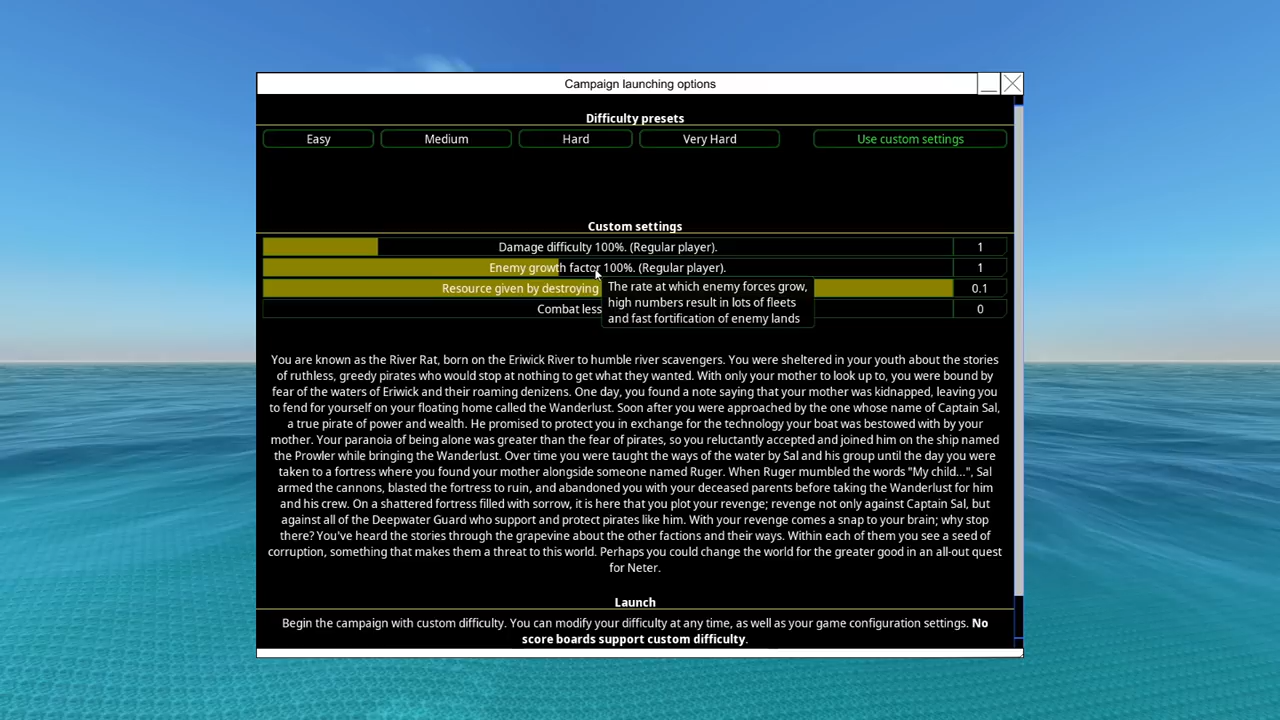 Campaign launching options
Difficulty presets
Easy
Medium
Hard
Very Hard
Use custom settings
Custom settings
Damage difficulty 100%. (Regular player).
1
Enemy growth factor 100%. (Regular player).
1
Resource given by destroying
0.1
Combat less
0
The rate at which enemy forces grow,
high numbers result in lots of fleets
and fast fortification of enemy lands
You are known as the River Rat, born on the Eriwick River to humble river scavengers. You were sheltered in your youth about the stories
of ruthless, greedy pirates who would stop at nothing to get what they wanted. With only your mother to look up to, you were bound by
fear of the waters of Eriwick and their roaming denizens. One day, you found a note saying that your mother was kidnapped, leaving you
to fend for yourself on your floating home called the Wanderlust. Soon after you were approached by the one whose name of Captain Sal,
a true pirate of power and wealth. He promised to protect you in exchange for the technology your boat was bestowed with by your
mother. Your paranoia of being alone was greater than the fear of pirates, so you reluctantly accepted and joined him on the ship named
the Prowler while bringing the Wanderlust. Over time you were taught the ways of the water by Sal and his group until the day you were
taken to a fortress where you found your mother alongside someone named Ruger. When Ruger mumbled the words "My child...", Sal
armed the cannons, blasted the fortress to ruin, and abandoned you with your deceased parents before taking the Wanderlust for him
and his crew. On a shattered fortress filled with sorrow, it is here that you plot your revenge; revenge not only against Captain Sal, but
against all of the Deepwater Guard who support and protect pirates like him. With your revenge comes a snap to your brain; why stop
there? You've heard the stories through the grapevine about the other factions and their ways. Within each of them you see a seed of
corruption, something that makes them a threat to this world. Perhaps you could change the world for the greater good in an all-out quest
for Neter.
Launch
Begin the campaign with custom difficulty. You can modify your difficulty at any time, as well as your game configuration settings. No
score boards support custom difficulty.